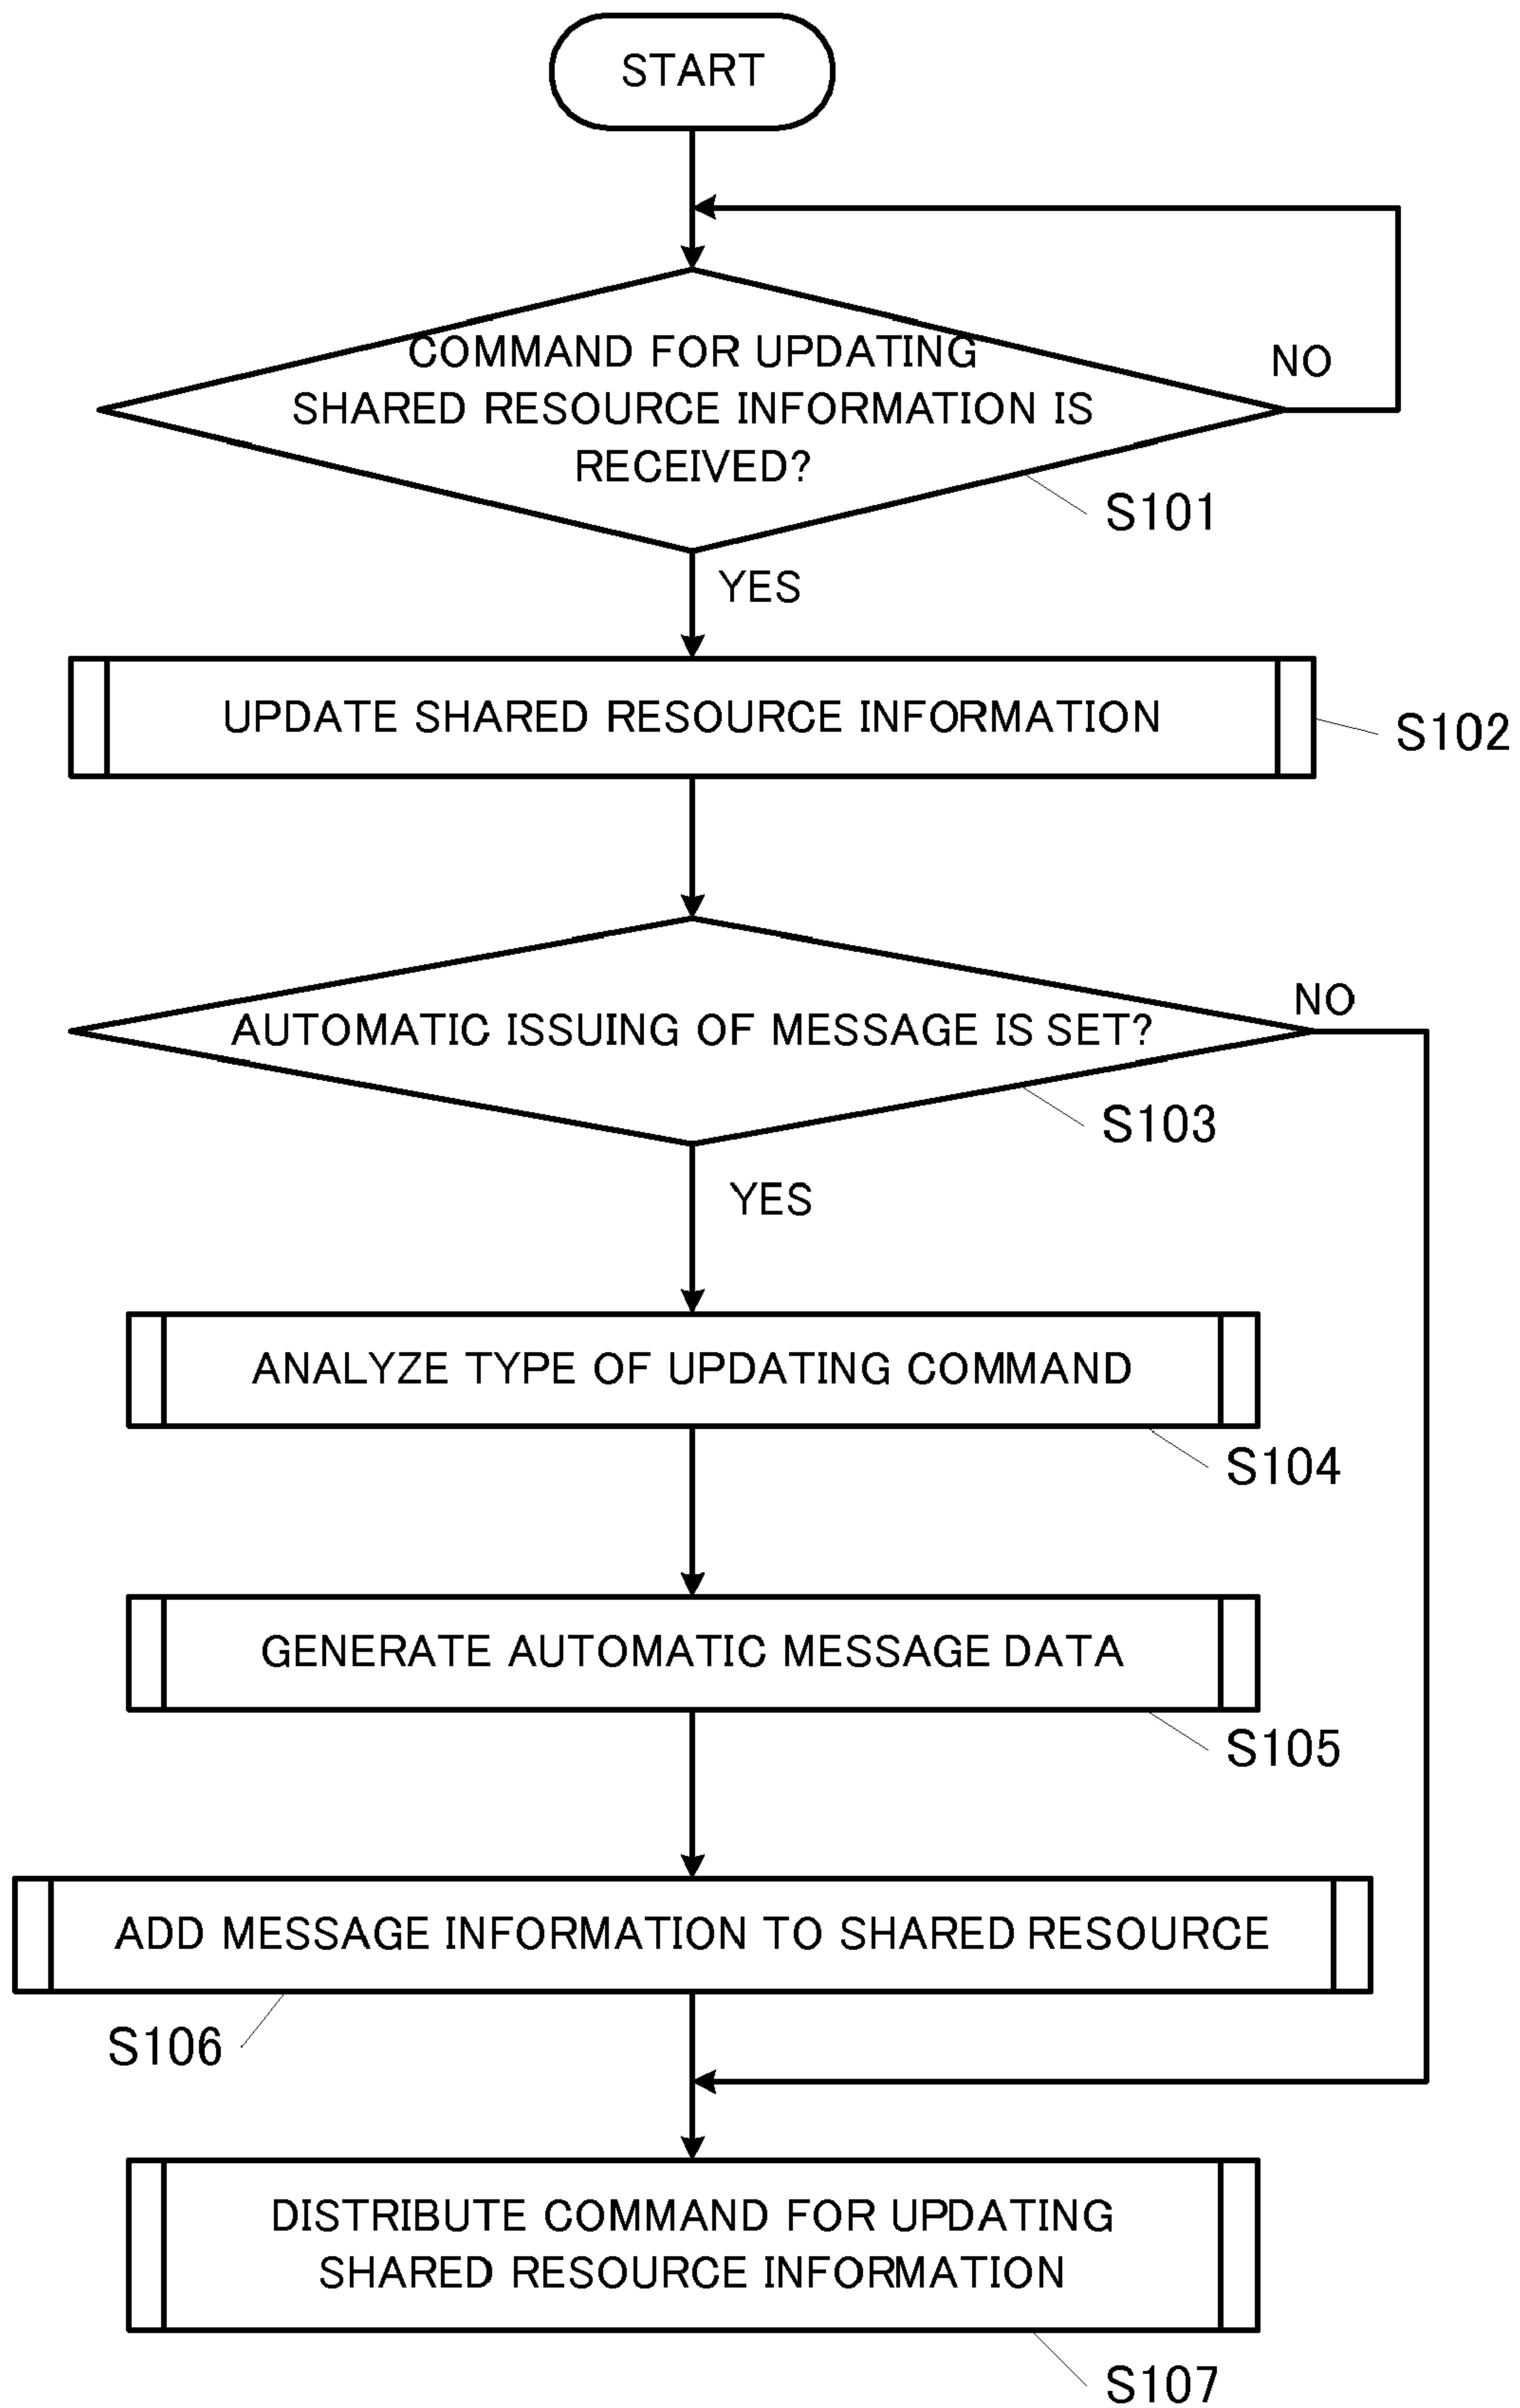 START
COMMAND FOR UPDATING
SHARED RESOURCE INFORMATION IS
RECEIVED?
NO
S101
YES
UPDATE SHARED RESOURCE INFORMATION
S102
AUTOMATIC ISSUING OF MESSAGE IS SET?
NO
S103
YES
ANALYZE TYPE OF UPDATING COMMAND
S104
GENERATE AUTOMATIC MESSAGE DATA
S105
ADD MESSAGE INFORMATION TO SHARED RESOURCE
S106
DISTRIBUTE COMMAND FOR UPDATING
SHARED RESOURCE INFORMATION
S107